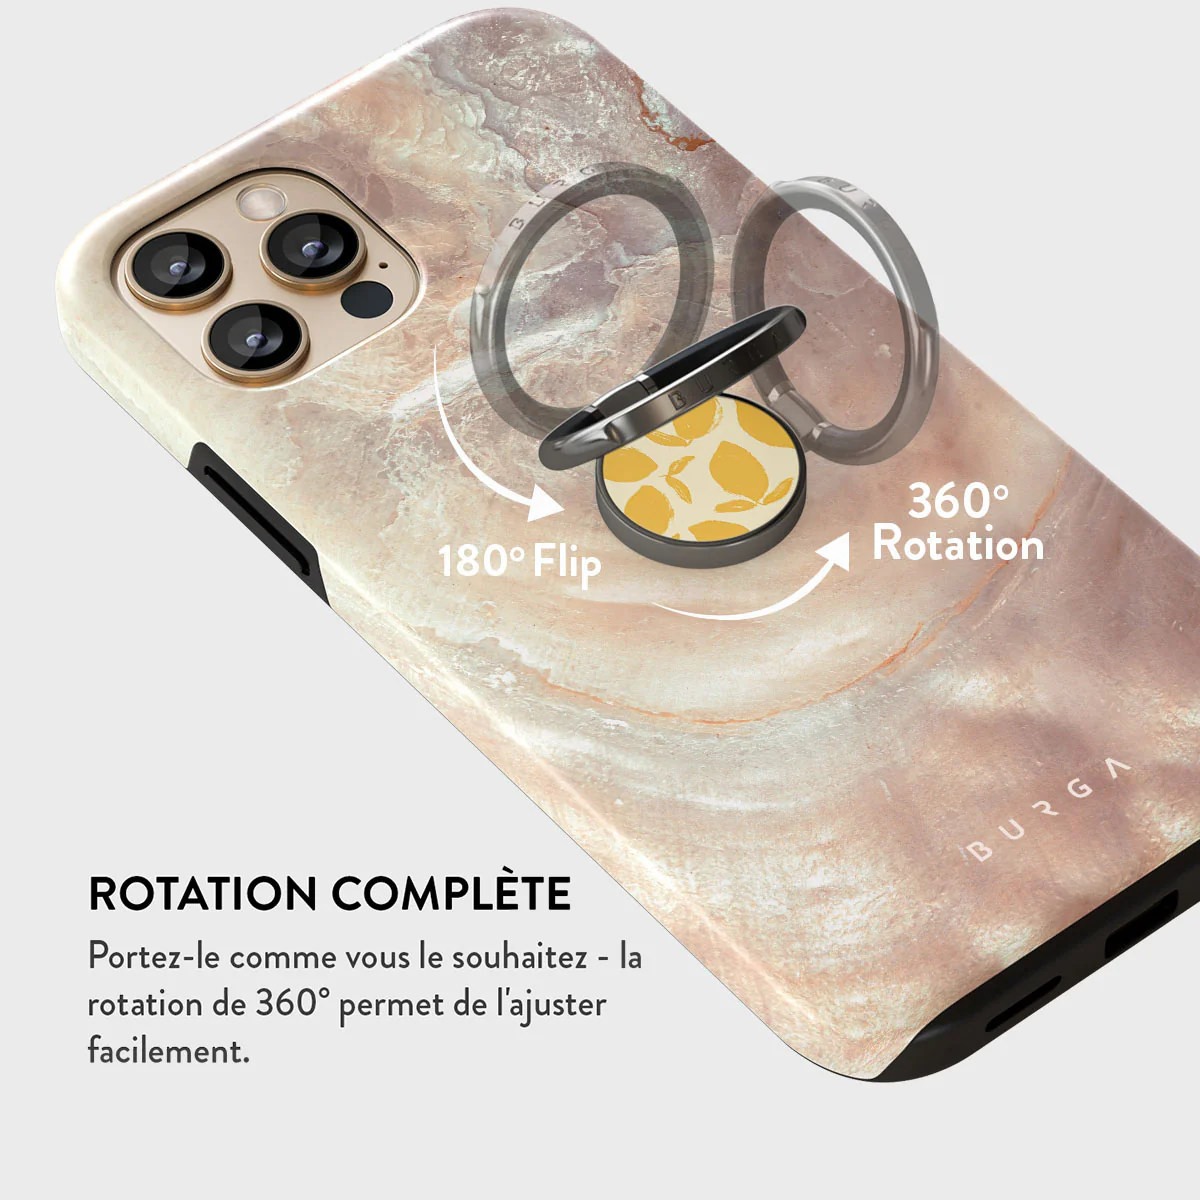 BURGA
180° Flip
360°
Rotation
BURGA
ROTATION COMPLÈTE
Portez-le comme vous le souhaitez - la
rotation de 360° permet de l'ajuster
facilement.